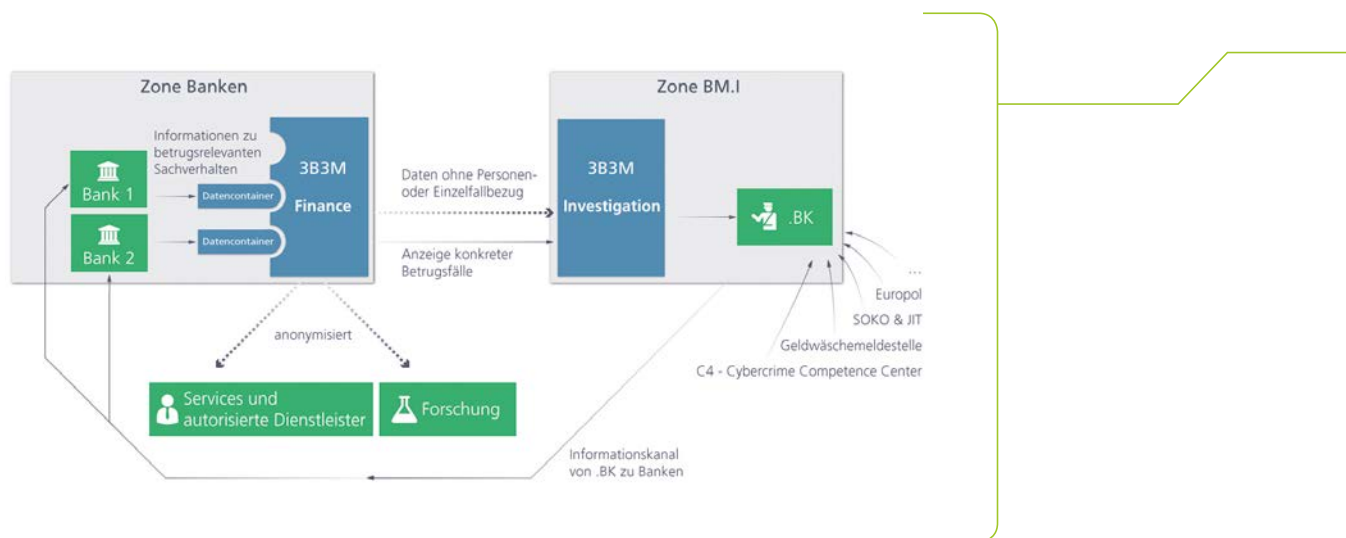 Zone Banken
Informationen zu
betrugsrelevanten
Sachverhalten
Bank 1
Datencontainer
Bank 2
Datencontainer
3B3M
Finance
Daten ohne Personen-
oder Einzelfallbezug
Anzeige konkreter
Betrugsfälle
Zone BM.I
3B3M
Investigation
.BK
...
Europol
SOKO & JIT
Geldwäschemeldestelle
C4 - Cybercrime Competence Center
anonymisiert
Services und
autorisierte Dienstleister
Forschung
Informationskanal
von .BK zu Banken